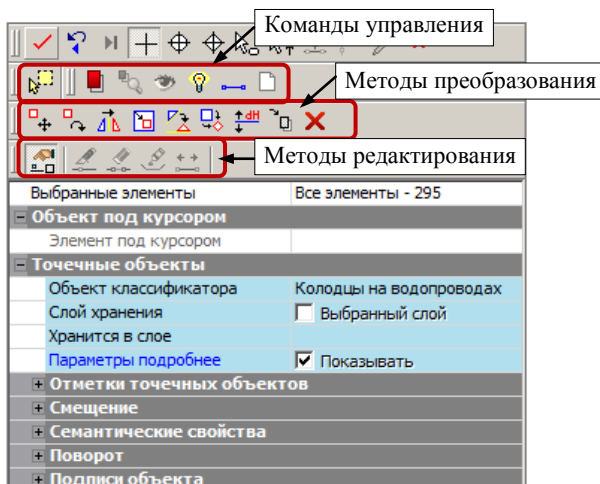 Команды управления
Методы преобразования
dH
Методы редактирования
Выбранные элементы Все элементы - 295
Объект под курсором
Элемент под курсором
Точечные объекты
Объект классификатора Колодцы на водопроводах
Слой хранения Выбранный слой
Хранится в слое
Параметры подробнее Показывать
Отметки точечных объектов
Смещение
Семантические свойства
Поворот
Подписи объекта